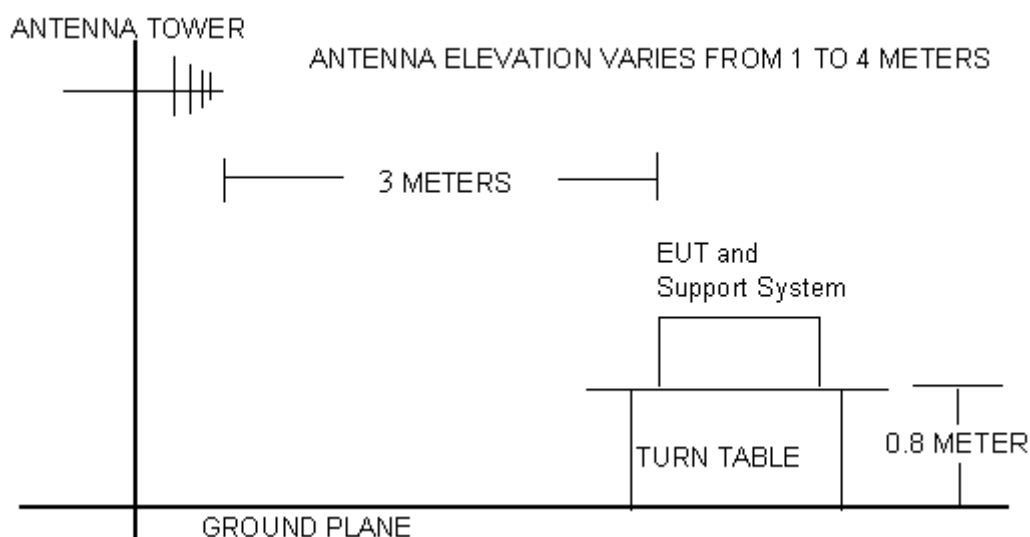 ANTENNA TOWER
ANTENNA ELEVATION VARIES FROM 1 TO 4 METERS
3 METERS
EUT and
Support System
TURN TABLE
0.8 METER
GROUND PLANE